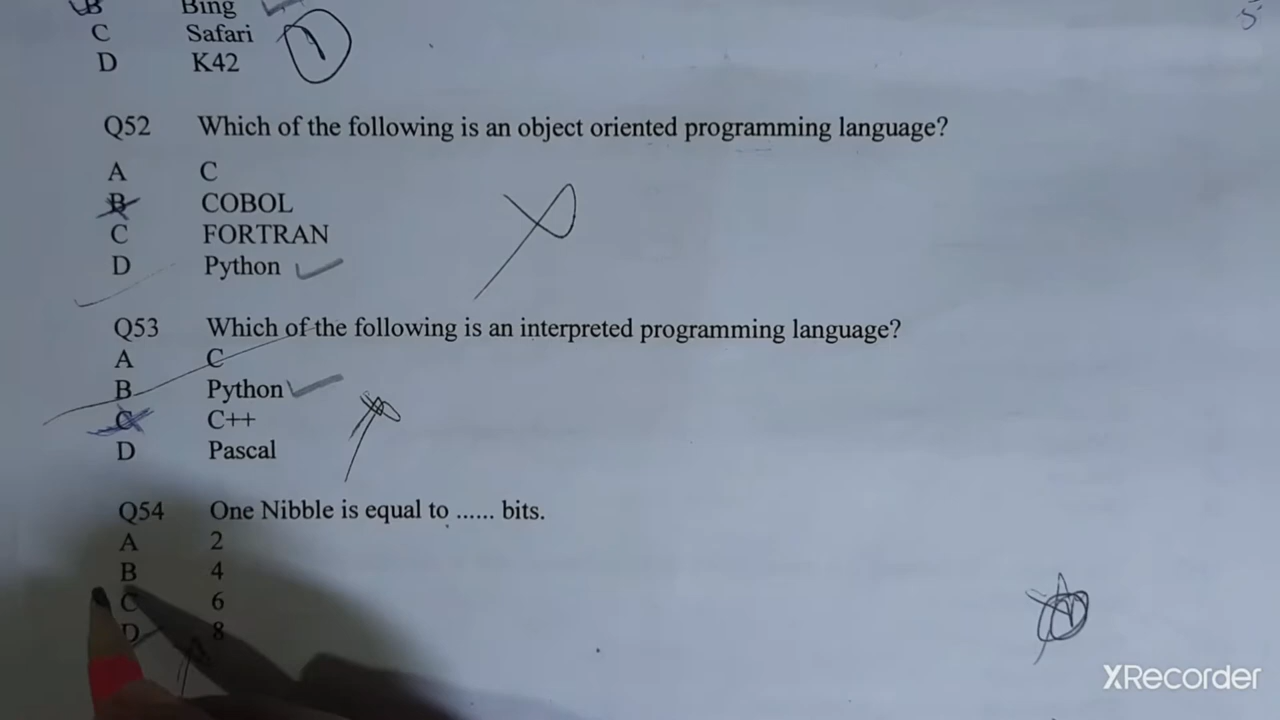 B Bing
C Safari
D K42
Q52 Which of the following is an object oriented programming language?
A C
B COBOL
C FORTRAN
D Python
Q53 Which of the following is an interpreted programming language?
A C
B Python
C C++
D Pascal
Q54 One Nibble is equal to ...... bits.
A 2
B 4
C 6
D 8
XRecorder